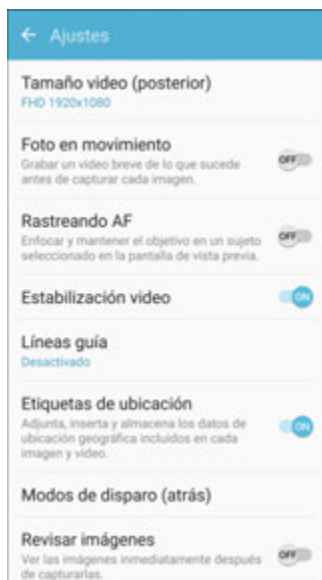 Ajustes
Tamaño video (posterior)
FHD 1920x1080
Foto en movimiento
Grabar un video breve de lo que sucede
antes de capturar cada imagen.
OFF
Rastreando AF
Enfocar y mantener el objetivo en un sujeto
seleccionado en la pantalla de vista previa.
OFF
Estabilización video
ON
Líneas guía
Desactivado
Etiquetas de ubicación
Adjunta, inserta y almacena los datos de
ubicación geográfica incluidos en cada
imagen y video.
ON
Modos de disparo (atrás)
Revisar imágenes
Ver las imágenes inmediatamente después
de capturarlas.
OFF